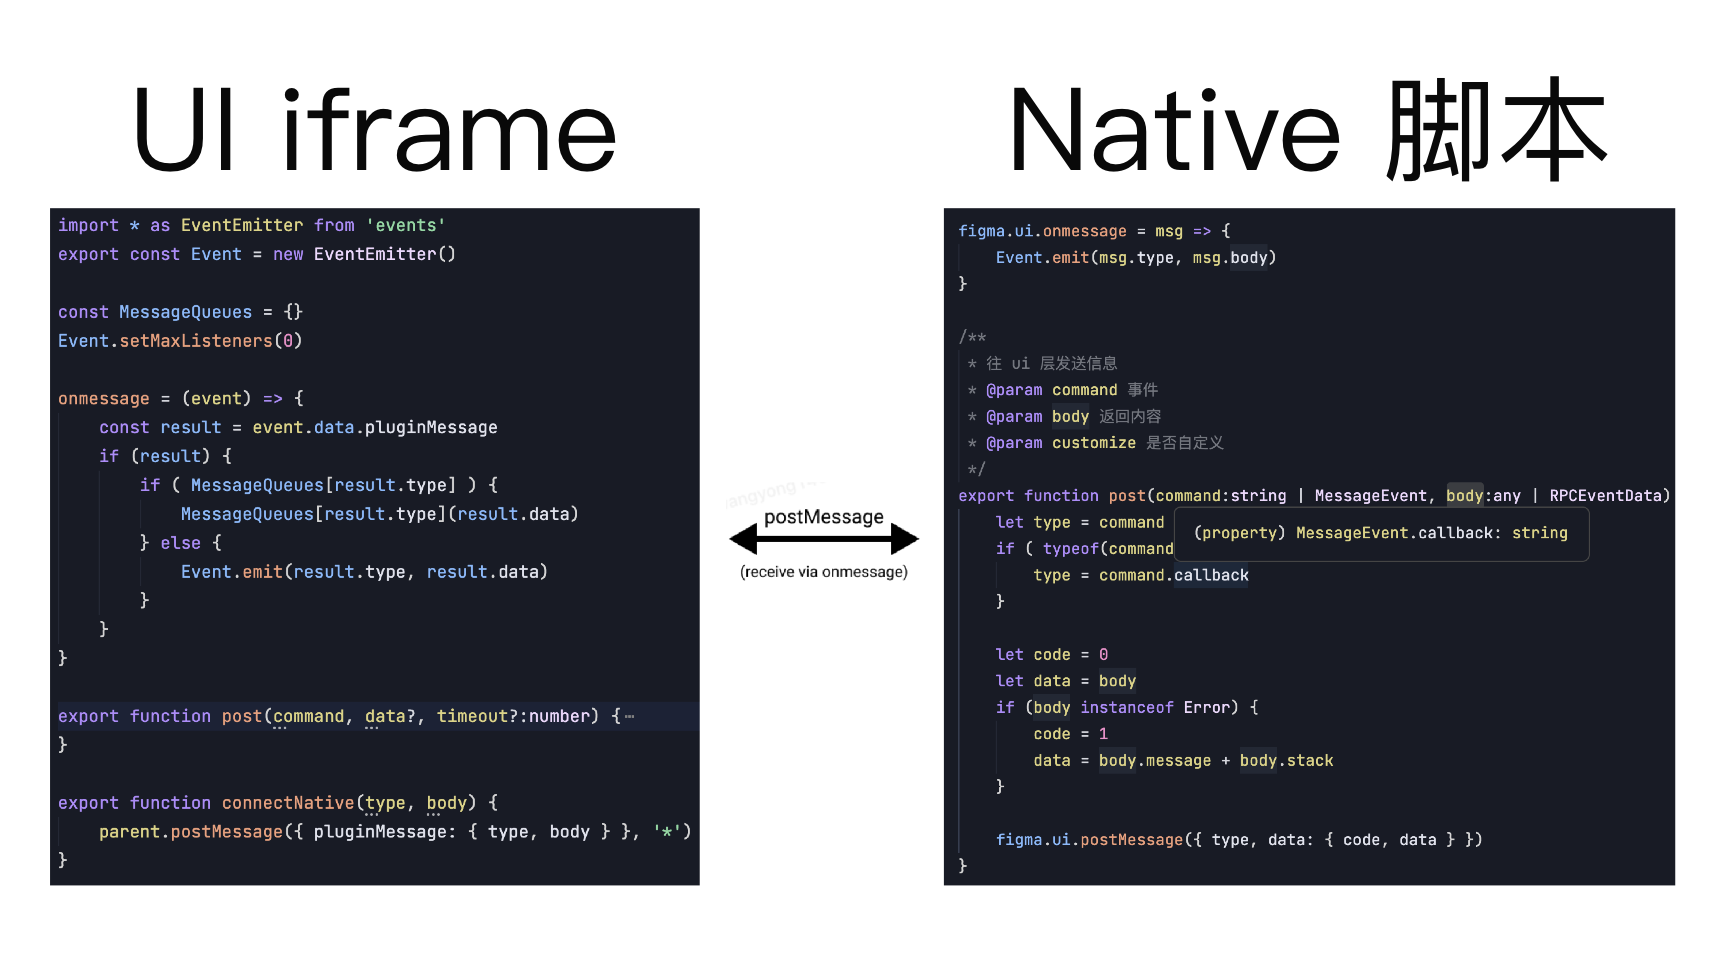 UI iframe
import * as EventEmitter from 'events'
export const Event = new EventEmitter()
const MessageQueues = {}
Event.setMaxListeners(0)
onmessage = (event) => {
const result = event.data.pluginMessage
if (result) {
if ( MessageQueues[result.type] ) {
MessageQueues[result.type](result.data)
} else {
Event.emit(result.type, result.data)
}
}
}
export function post(command, data?, timeout?:number) {…
}
export function connectNative(type, body) {
parent.postMessage({ pluginMessage: { type, body } }, '*')
}
postMessage
(receive via onmessage)
Native 脚本
figma.ui.onmessage = msg => {
Event.emit(msg.type, msg.body)
}
/**
* 往 ui 层发送信息
* @param command 事件
* @param body 返回内容
* @param customize 是否自定义
*/
export function post(command:string | MessageEvent, body:any | RPCEventData)
let type = command
(property) MessageEvent.callback: string
if ( typeof(command
type = command.callback
}
let code = 0
let data = body
if (body instanceof Error) {
code = 1
data = body.message + body.stack
}
figma.ui.postMessage({ type, data: { code, data } })
}